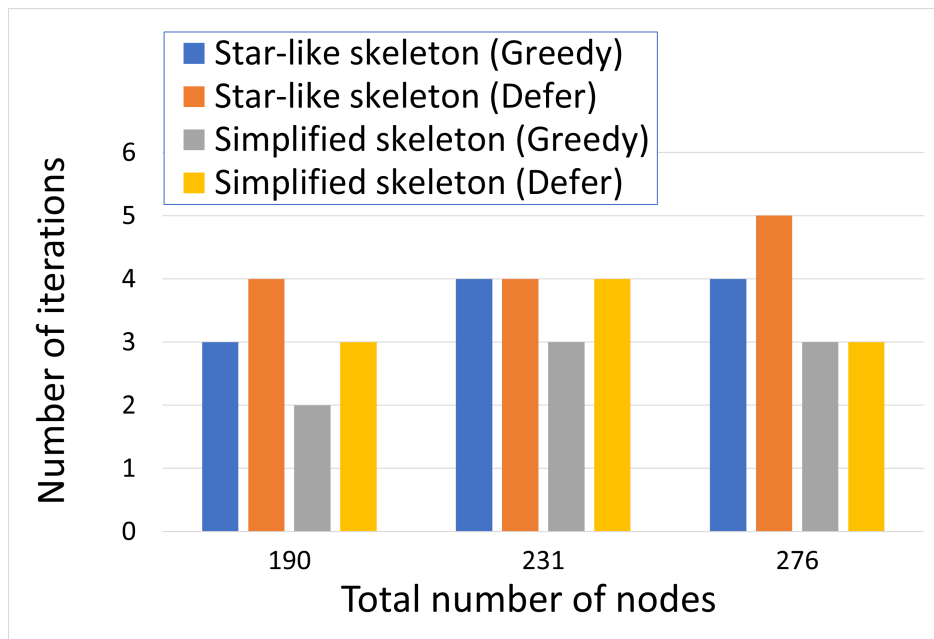 Star-like skeleton (Greedy)
Star-like skeleton (Defer)
Simplified skeleton (Greedy)
Simplified skeleton (Defer)
Number of iterations
6
5
4
3
2
1
0
190 231 276
Total number of nodes